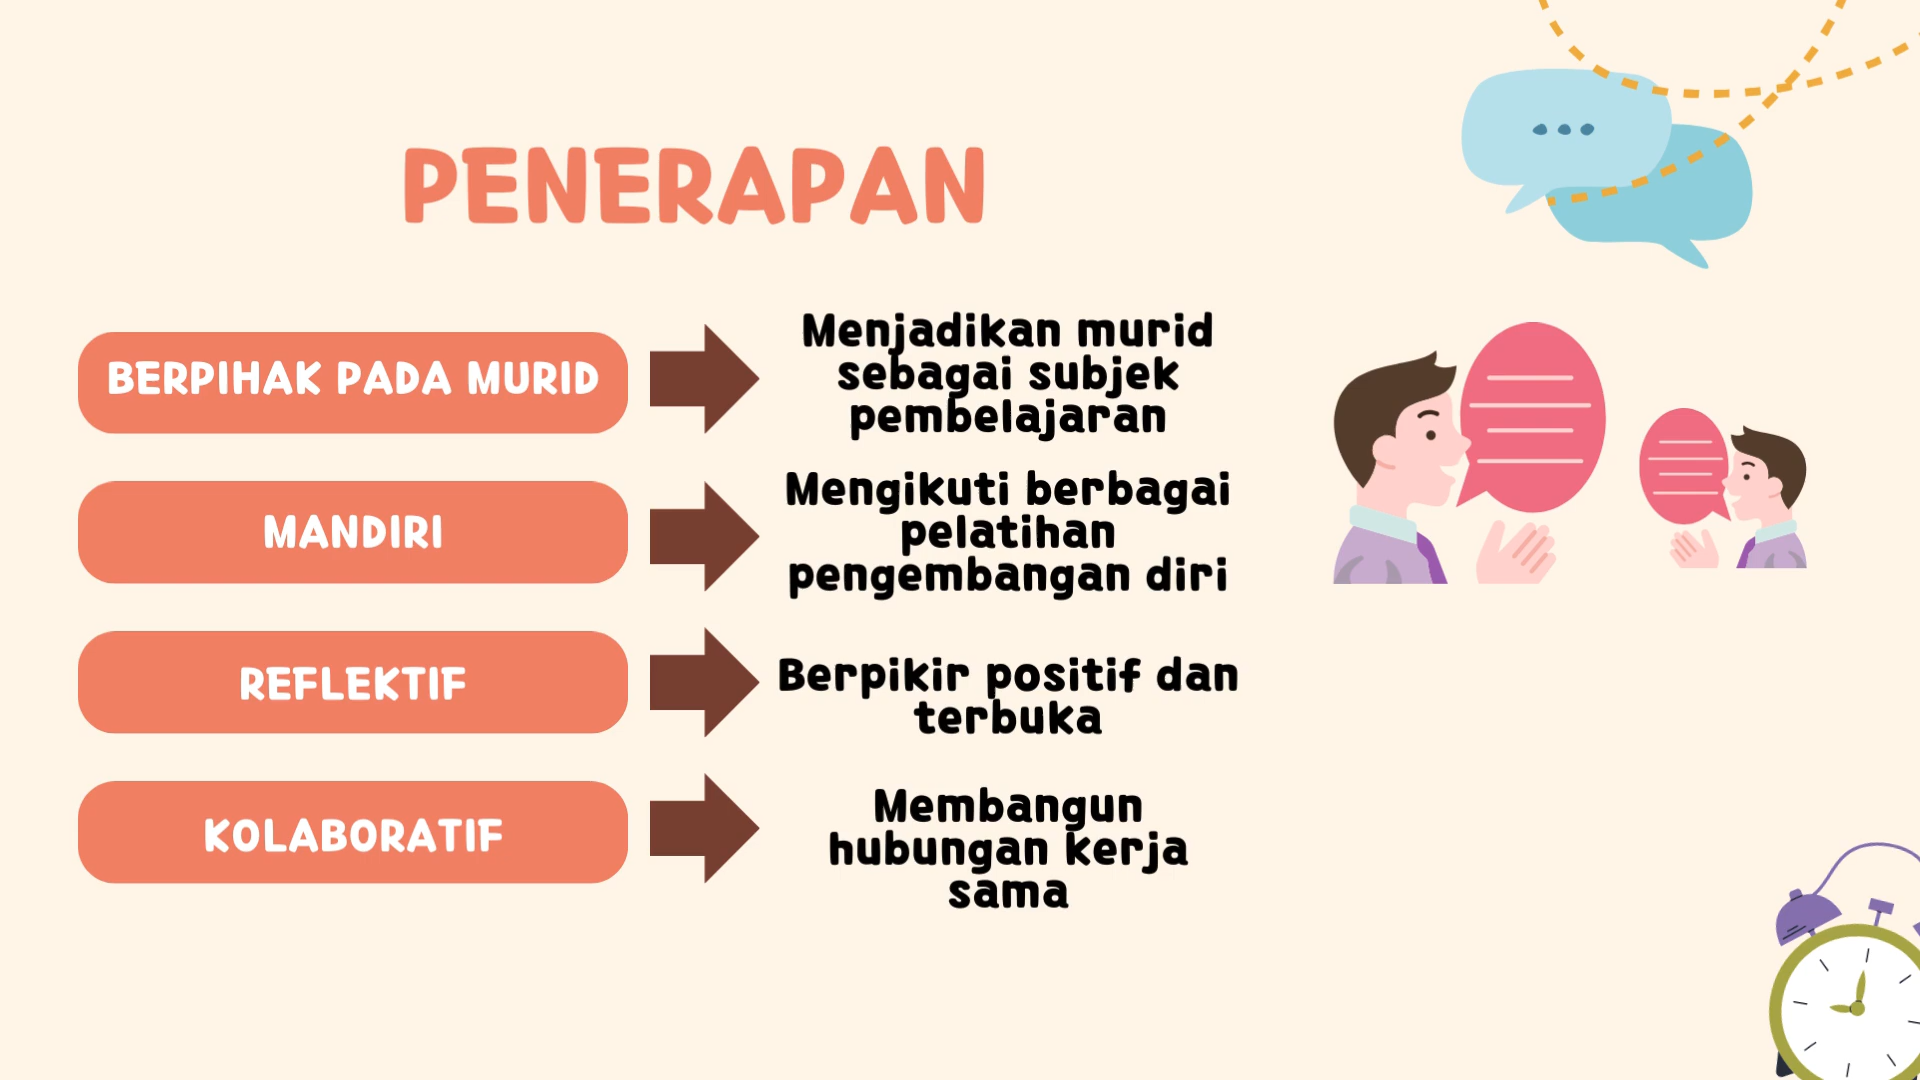 PENERAPAN
BERPIHAK PADA MURID
Menjadikan murid
sebagai subjek
pembelajaran
MANDIRI
Mengikuti berbagai
pelatihan
pengembangan diri
REFLEKTIF
Berpikir positif dan
terbuka
KOLABORATIF
Membangun
hubungan kerja
sama